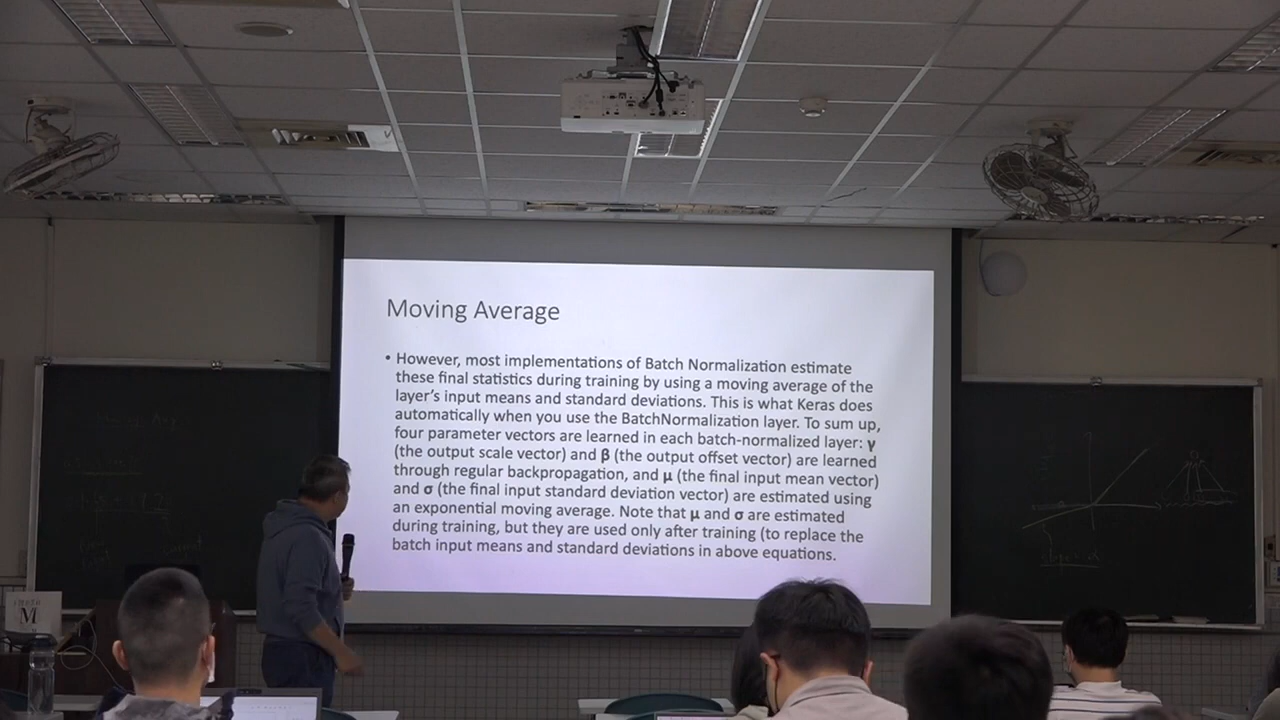 Moving Average
• However, most implementations of Batch Normalization estimate
these final statistics during training by using a moving average of the
layer's input means and standard deviations. This is what Keras does
automatically when you use the BatchNormalization layer. To sum up,
four parameter vectors are learned in each batch-normalized layer: γ
(the output scale vector) and β (the output offset vector) are learned
through regular backpropagation, and μ (the final input mean vector)
and σ (the final input standard deviation vector) are estimated using
an exponential moving average. Note that μ and σ are estimated
during training, but they are used only after training (to replace the
batch input means and standard deviations in above equations.
M